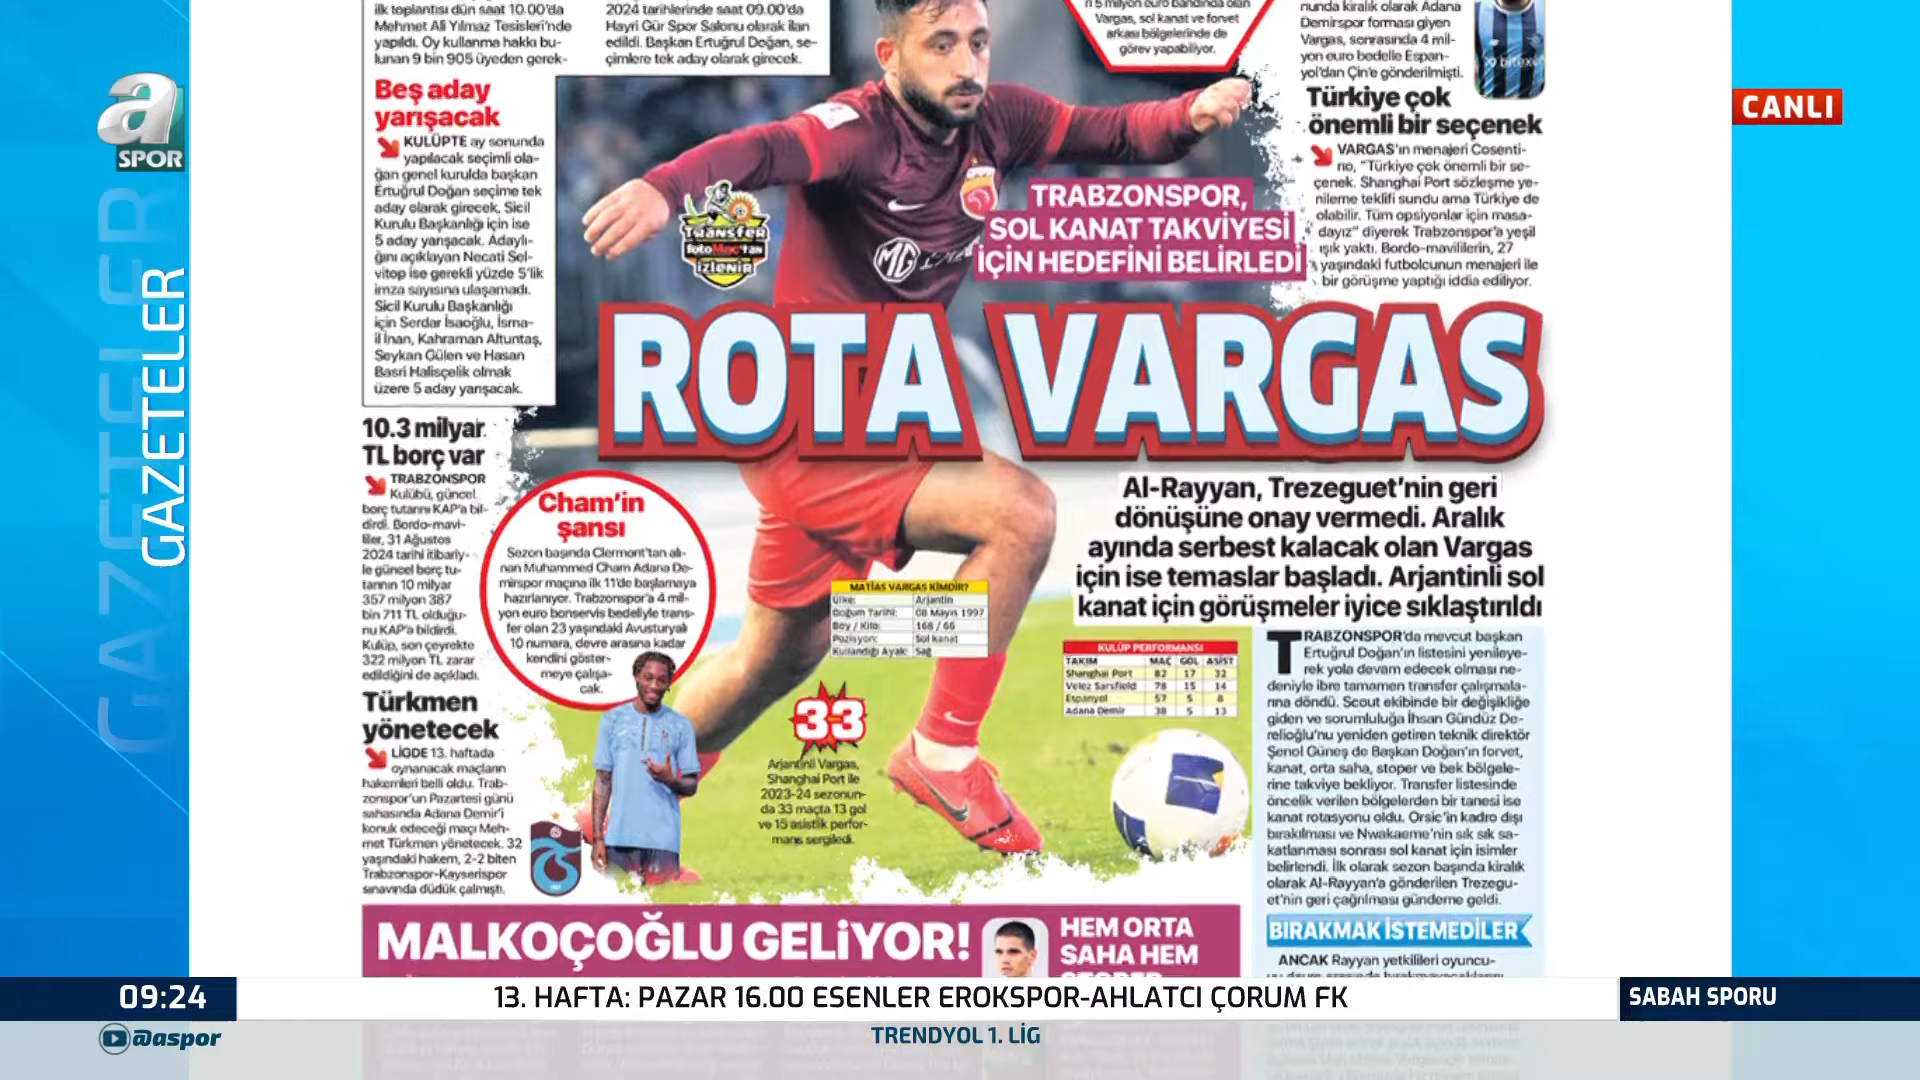 ilk toplantısı dün saat 10.00'da
Mehmet Ali Yılmaz Tesisleri'nde
yapıldı. Oy kullanma hakkı bu-
lunan 9 bin 905 üyeden gerek-
2024 tarihlerinde saat 09.00'da
Hayri Gür Spor Salonu olarak ilan
edildi. Başkan Ertuğrul Doğan, se-
çimlere tek aday olarak girecek.
Beş aday
yarışacak
KULÜPTE ay sonunda
yapılacak seçimli ola-
ğan genel kurulda başkan
Ertuğrul Doğan seçime tek
aday olarak girecek. Sicil
Kurulu Başkanlığı için ise
5 aday yarışacak. Adaylı-
ğını açıklayan Necati Sel-
vitop ise gerekli yüzde 5'lik
imza sayısına ulaşamadı.
Sicil Kurulu Başkanlığı
için Serdar İsaoğlu, İsma-
il İnan, Kahraman Altuntaş,
Seykan Gülen ve Hasan
Basri Halisçelik olmak
üzere 5 aday yarışacak.
ri 5 milyon euro bandında olan
Vargas, sol kanat ve forvet
arkası bölgelerinde de
görev yapabiliyor.
nunda kiralık olarak Adana
Demirspor forması giyen
Vargas, sonrasında 4 mil-
yon euro bedelle Espan-
yol'dan Çin'e gönderilmişti.
Türkiye çok
önemli bir seçenek
VARGAS'ın menajeri Cosenti-
no, "Türkiye çok önemli bir se-
çenek. Shanghai Port sözleşme ye-
nileme teklifi sundu ama Türkiye de
olabilir. Tüm opsiyonlar için masa-
dayız" diyerek Trabzonspor'a yeşil
ışık yaktı. Bordo-mavililerin, 27
yaşındaki futbolcunun menajeri ile
bir görüşme yaptığı iddia ediliyor.
TRANSFER
fotoMaç'tan
İZLENİR
MG
TRABZONSPOR,
SOL KANAT TAKVİYESİ
İÇİN HEDEFİNİ BELİRLEDİ
ROTA VARGAS
Al-Rayyan, Trezeguet'nin geri
dönüşüne onay vermedi. Aralık
ayında serbest kalacak olan Vargas
için ise temaslar başladı. Arjantinli sol
kanat için görüşmeler iyice sıklaştırıldı
10.3 milyar
TL borç var
TRABZONSPOR
Kulübü, güncel
borç tutarını KAP'a bil-
dirdi. Bordo-mavi-
liler, 31 Ağustos
2024 tarihi itibariy-
le güncel borç tu-
tarının 10 milyar
357 milyon 387
bin 711 TL olduğu-
nu KAP'a bildirdi.
Kulüp, son çeyrekte
322 milyon TL zarar
edildiğini de açıkladı.
Türkmen
yönetecek
LİGDE 13. haftada
oynanacak maçların
hakemleri belli oldu. Trab-
zonspor'un Pazartesi günü
sahasında Adana Demir'i
konuk edeceği maçı Meh-
met Türkmen yönetecek. 32
yaşındaki hakem, 2-2 biten
Trabzonspor-Kayserispor
sınavında düdük çalmıştı.
Cham'in
şansı
Sezon başında Clermont'tan alı-
nan Muhammed Cham Adana De-
mirspor maçına ilk 11'de başlamaya
hazırlanıyor. Trabzonspor'a 4 mil-
yon euro bonservis bedeliyle trans-
fer olan 23 yaşındaki Avusturyalı
10 numara, devre arasına kadar
kendini göster-
meye çalışa-
cak.
MATİAS VARGAS KİMDİR?
Ülke: Arjantin
Doğum Tarihi: 08 Mayıs 1997
Boy / Kilo: 168 / 66
Pozisyon: Sol kanat
Kullandığı Ayak: Sağ
KULÜP PERFORMANSI
TAKIM MAÇ GOL ASİST
Shanghai Port 82 17 32
Velez Sarsfield 78 15 14
Espanyol 57 5 8
Adana Demir 38 5 13
33
Arjantinli Vargas,
Shanghai Port ile
2023-24 sezonun-
da 33 maçta 13 gol
ve 15 asistlik perfor-
mans sergiledi.
TRABZONSPOR'da mevcut başkan
Ertuğrul Doğan'ın listesini yenileye-
rek yola devam edecek olması ne-
deniyle ibre tamamen transfer çalışmala-
rına döndü. Scout ekibinde bir değişikliğe
giden ve sorumluluğa İhsan Gündüz De-
relioğlu'nu yeniden getiren teknik direktör
Şenol Güneş de Başkan Doğan'ın forvet,
kanat, orta saha, stoper ve bek bölgele-
rine takviye bekliyor. Transfer listesinde
öncelik verilen bölgelerden bir tanesi ise
kanat rotasyonu oldu. Orsic'in kadro dışı
bırakılması ve Nwakaeme'nin sık sık sa-
katlanması sonrası sol kanat için isimler
belirlendi. İlk olarak sezon başında kiralık
olarak Al-Rayyan'a gönderilen Trezegu-
et'nin geri çağrılması gündeme geldi.
BIRAKMAK İSTEMEDİLER
ANCAK Rayyan yetkilileri oyuncu-
MALKOÇOĞLU GELİYOR!
HEM ORTA
SAHA HEM
STOPER
a
SPOR
GAZETELER
GAZETELER
CANLI
09:24
13. HAFTA: PAZAR 16.00 ESENLER EROKSPOR-AHLATCI ÇORUM FK
SABAH SPORU
@aspor
TRENDYOL 1. LİG